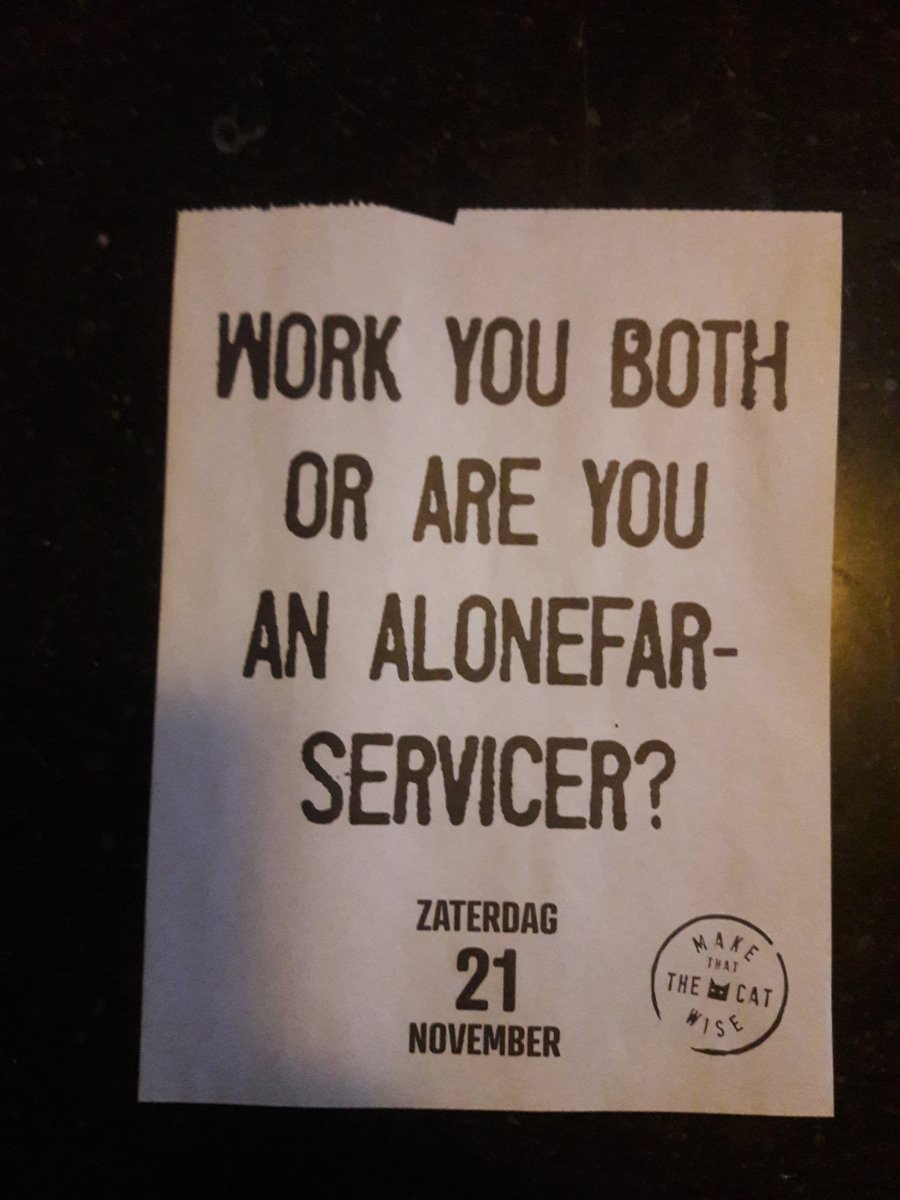 WORK YOU BOTH
OR ARE YOU
AN ALONEFAR-
SERVICER?
ZATERDAG
21
NOVEMBER
MAKE
THAT
THE CAT
WISE